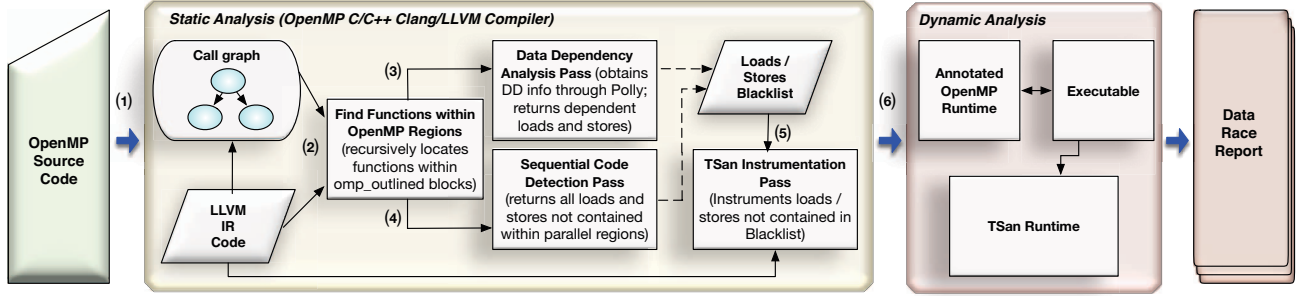 OpenMP
Source
Code
(1)
Static Analysis (OpenMP C/C++ Clang/LLVM Compiler)
Call graph
LLVM
IR
Code
(2)
Find Functions within
OpenMP Regions
(recursively locates
functions within
omp_outlined blocks)
(3)
(4)
Data Dependency
Analysis Pass (obtains
DD info through Polly;
returns dependent
loads and stores)
Sequential Code
Detection Pass
(returns all loads and
stores not contained
within parallel regions)
Loads /
Stores
Blacklist
(5)
TSan Instrumentation
Pass
(Instruments loads /
stores not contained in
Blacklist)
(6)
Dynamic Analysis
Annotated
OpenMP
Runtime
Executable
TSan Runtime
Data
Race
Report